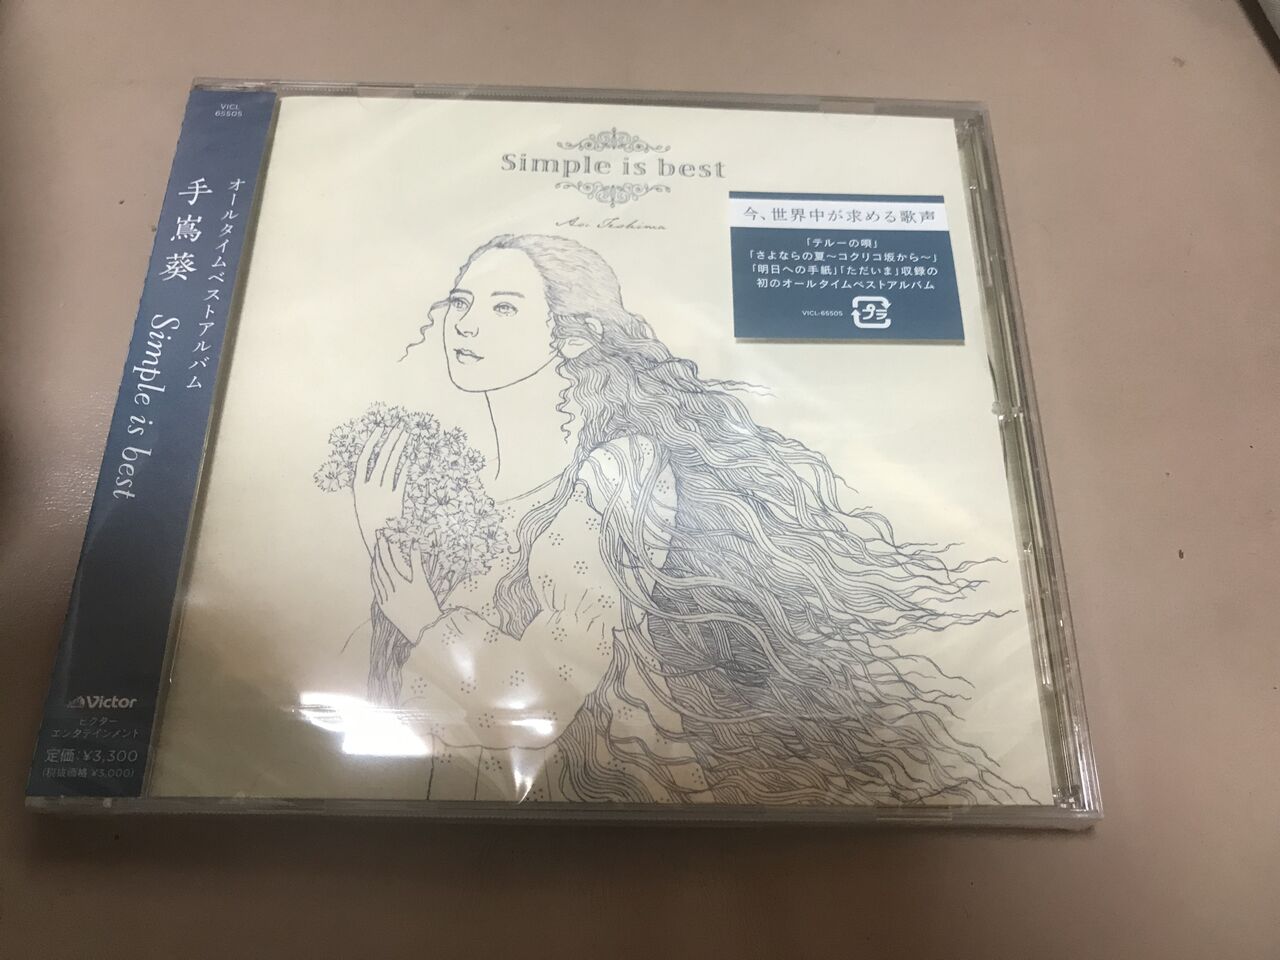 VICL
65505
オールタイムベストアルバム
手嶌葵 Simple is best
Victor
ビクター
エンタテインメント
定価:¥3,300
(税抜価格 ¥3,000)
Simple is best
Aoi Teshima
今、世界中が求める歌声
「テルーの唄」
「さよならの夏〜コクリコ坂から〜」
「明日への手紙」「ただいま」収録の
初のオールタイムベストアルバム
VICL-65505
プラ